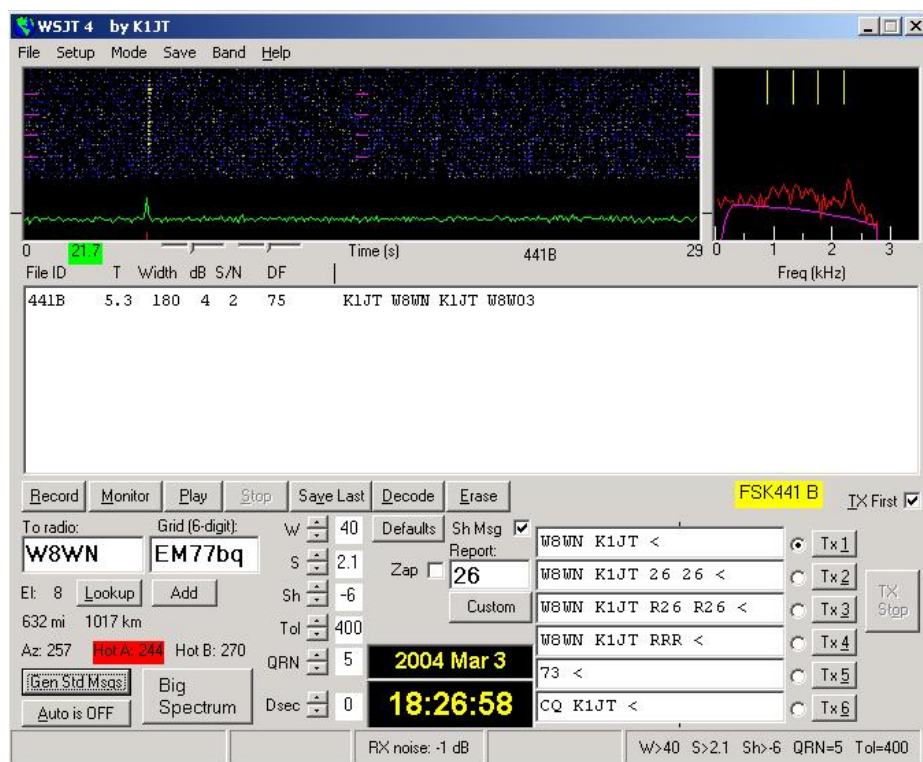 WSJT 4 by K1JT
File Setup Mode Save Band Help
0 21.7 Time (s) 441B 29 0 1 2 3
File ID T Width dB S/N DF Freq (kHz)
441B 5.3 180 4 2 75 K1JT W8WN K1JT W8W03
Record Monitor Play Stop Save Last Decode Erase FSK441 B TX First
To radio: Grid (6-digit): W 40 Defaults Sh Msg
W8WN EM77bq S 2.1 Zap Report: 26
W8WN K1JT < Tx1
W8WN K1JT 26 26 < Tx2
El: 8 Lookup Add Sh -6 Custom W8WN K1JT R26 R26 < Tx3 TX Stop
632 mi 1017 km Tol 400 W8WN K1JT RRR < Tx4
Az: 257 Hot A: 244 Hot B: 270 QRN 5 2004 Mar 3 73 < Tx5
Gen Std Msgs Big Spectrum Dsec 0 18:26:58 CQ K1JT < Tx6
Auto is OFF
RX noise: -1 dB W>40 S>2.1 Sh>-6 QRN=5 Tol=400